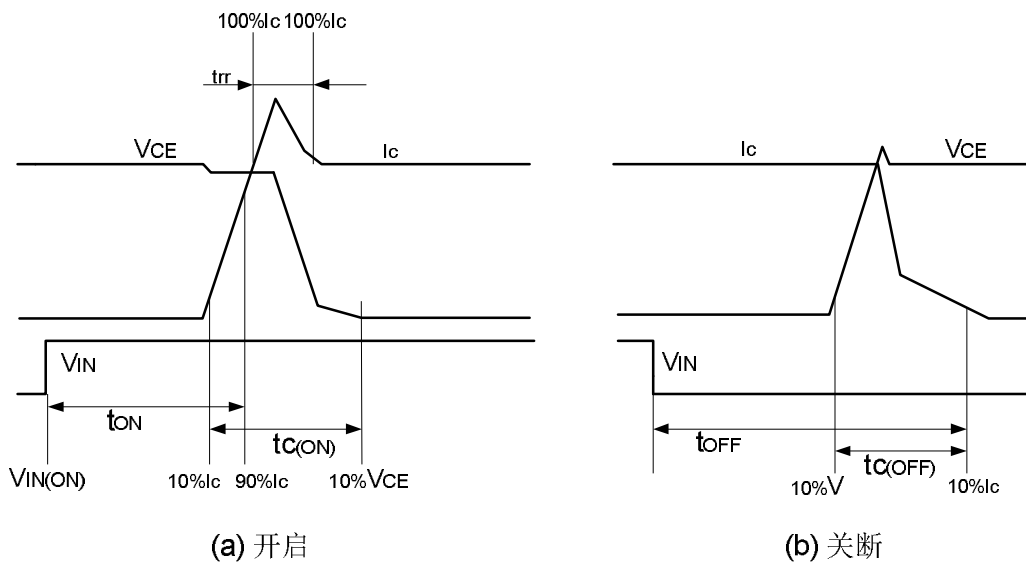 100%Ic 100%Ic
trr
VCE
Ic
VIN
tON
tC(ON)
VIN(ON)
10%Ic
90%Ic
10%VCE
(a) 开启
Ic
VCE
VIN
tOFF
tC(OFF)
10%V
10%Ic
(b) 关断